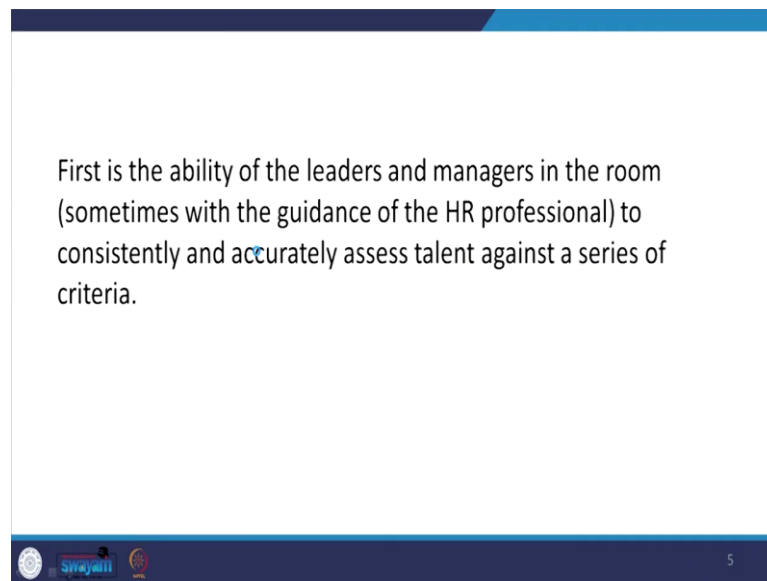 First is the ability of the leaders and managers in the room
(sometimes with the guidance of the HR professional) to
consistently and accurately assess talent against a series of
criteria.
swayam
5